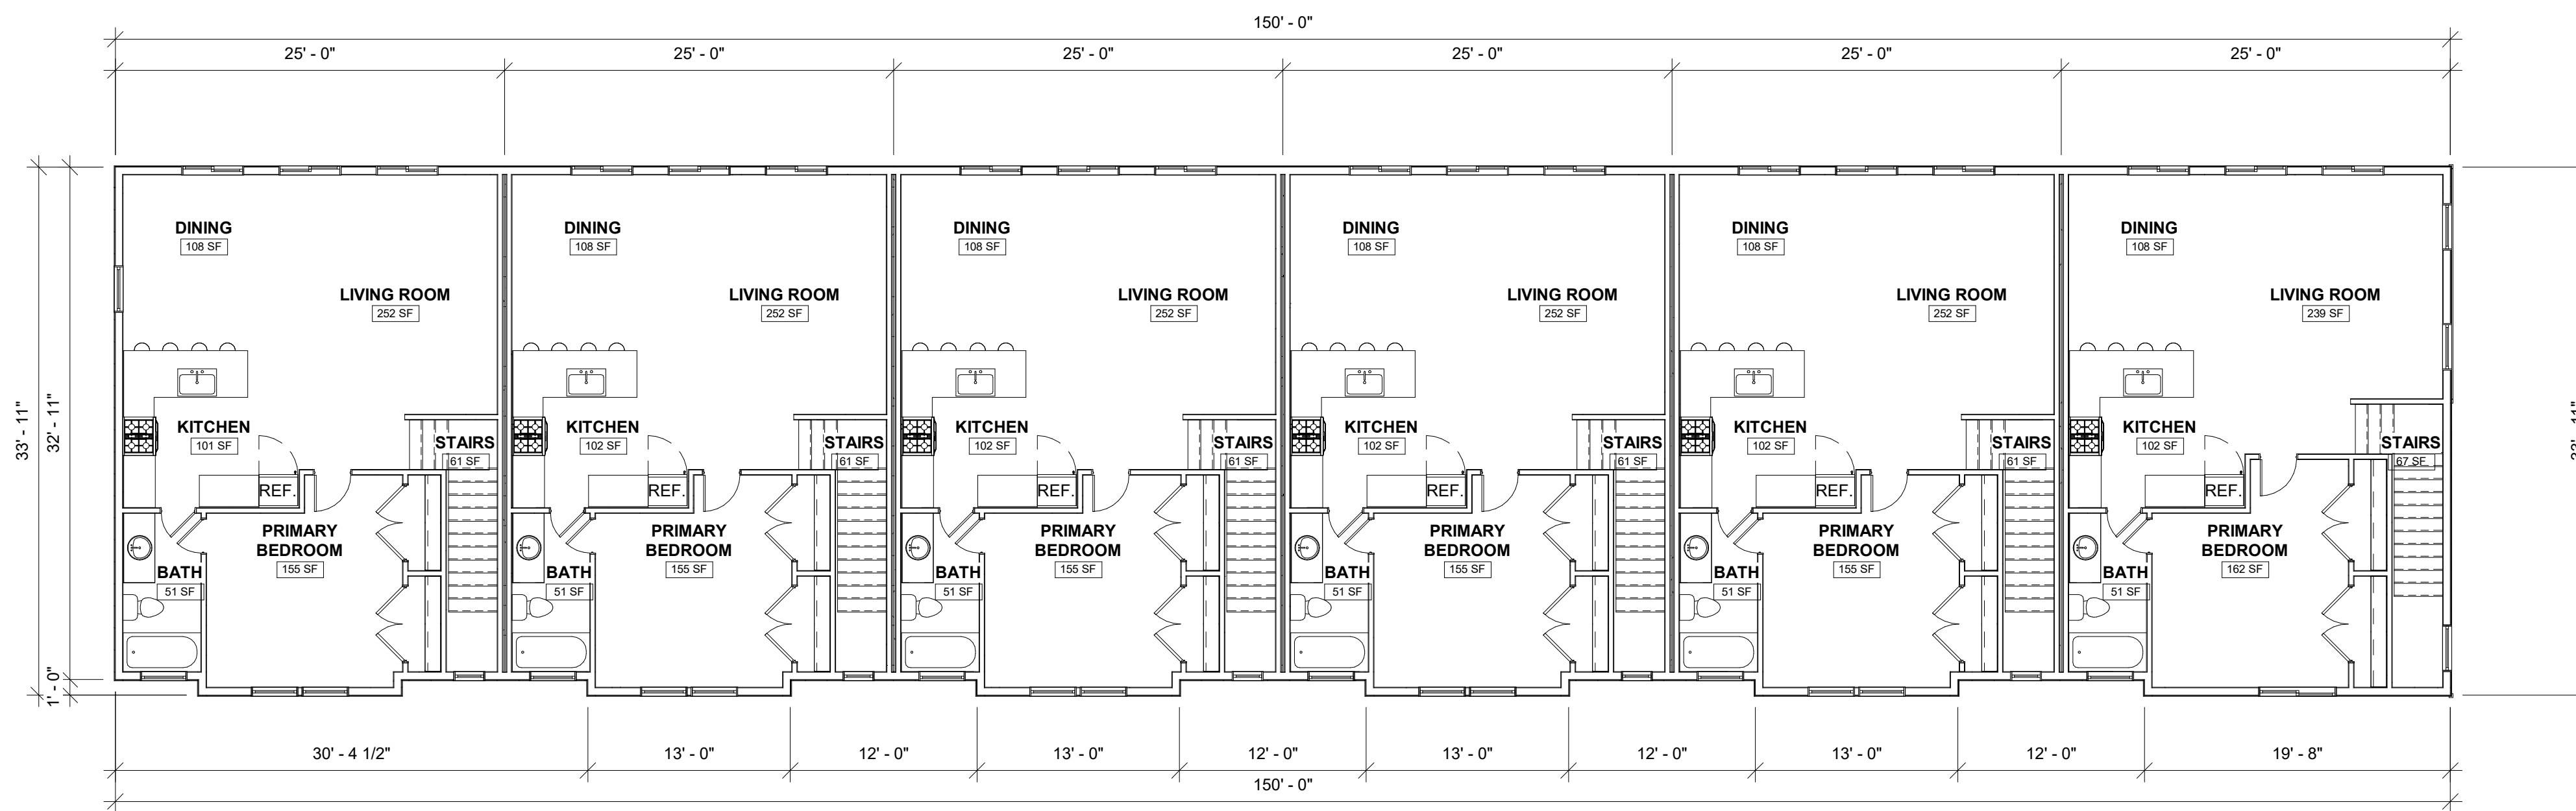 150' - 0"
25' - 0" 25' - 0" 25' - 0" 25' - 0" 25' - 0" 25' - 0"
33' - 11"
32' - 11"
1' - 0"
DINING DINING DINING DINING DINING DINING
108 SF 108 SF 108 SF 108 SF 108 SF 108 SF
LIVING ROOM LIVING ROOM LIVING ROOM LIVING ROOM LIVING ROOM LIVING ROOM
252 SF 252 SF 252 SF 252 SF 252 SF 239 SF
KITCHEN KITCHEN KITCHEN KITCHEN KITCHEN KITCHEN
101 SF 102 SF 102 SF 102 SF 102 SF 102 SF
STAIRS STAIRS STAIRS STAIRS STAIRS STAIRS
61 SF 61 SF 61 SF 61 SF 61 SF 67 SF
REF. REF. REF. REF. REF. REF.
PRIMARY PRIMARY PRIMARY PRIMARY PRIMARY PRIMARY
BEDROOM BEDROOM BEDROOM BEDROOM BEDROOM BEDROOM
155 SF 155 SF 155 SF 155 SF 155 SF 162 SF
BATH BATH BATH BATH BATH BATH
51 SF 51 SF 51 SF 51 SF 51 SF 51 SF
30' - 4 1/2" 13' - 0" 12' - 0" 13' - 0" 12' - 0" 13' - 0" 12' - 0" 13' - 0" 12' - 0" 19' - 8"
150' - 0"